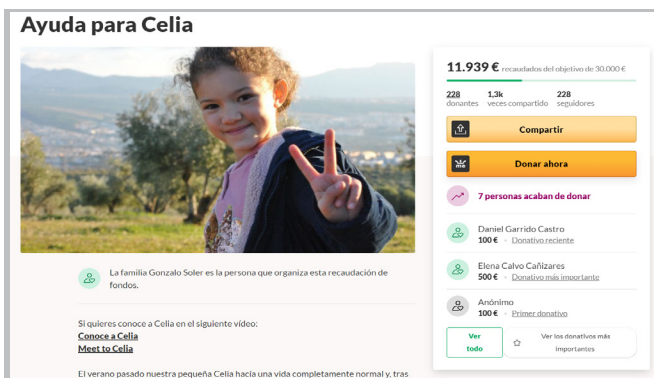 Ayuda para Celia
11.939 € recaudados del objetivo de 30.000 €
228 1,3k 228
donantes veces compartido seguidores
Compartir
Donar ahora
7 personas acaban de donar
Daniel Garrido Castro
100 € · Donativo reciente
Elena Calvo Cañizares
500 € · Donativo más importante
Anónimo
100 € · Primer donativo
Ver
todo
Ver los donativos más
importantes
La familia Gonzalo Soler es la persona que organiza esta recaudación de
fondos.
Si quieres conoce a Celia en el siguiente vídeo:
Conoce a Celia
Meet to Celia
El verano pasado nuestra pequeña Celia hacía una vida completamente normal y, tras